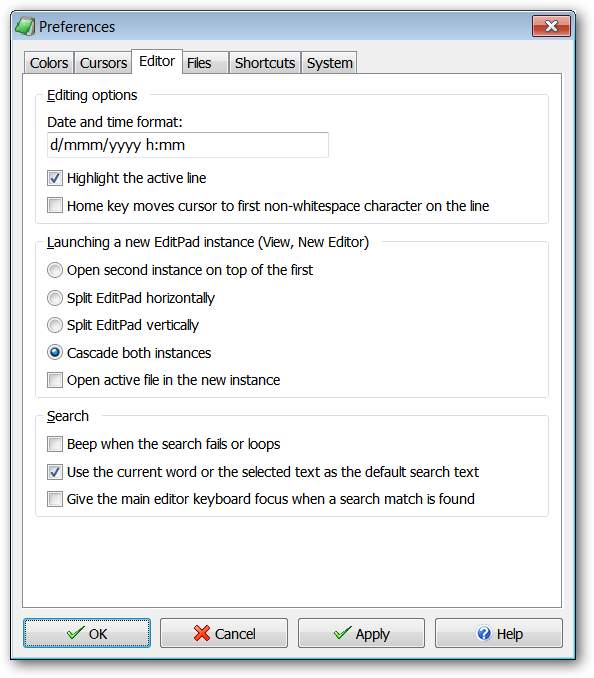 Preferences
Colors Cursors Editor Files Shortcuts System
Editing options
Date and time format:
d/mmm/yyyy h:mm
Highlight the active line
Home key moves cursor to first non-whitespace character on the line
Launching a new EditPad instance (View, New Editor)
Open second instance on top of the first
Split EditPad horizontally
Split EditPad vertically
Cascade both instances
Open active file in the new instance
Search
Beep when the search fails or loops
Use the current word or the selected text as the default search text
Give the main editor keyboard focus when a search match is found
OK Cancel Apply Help